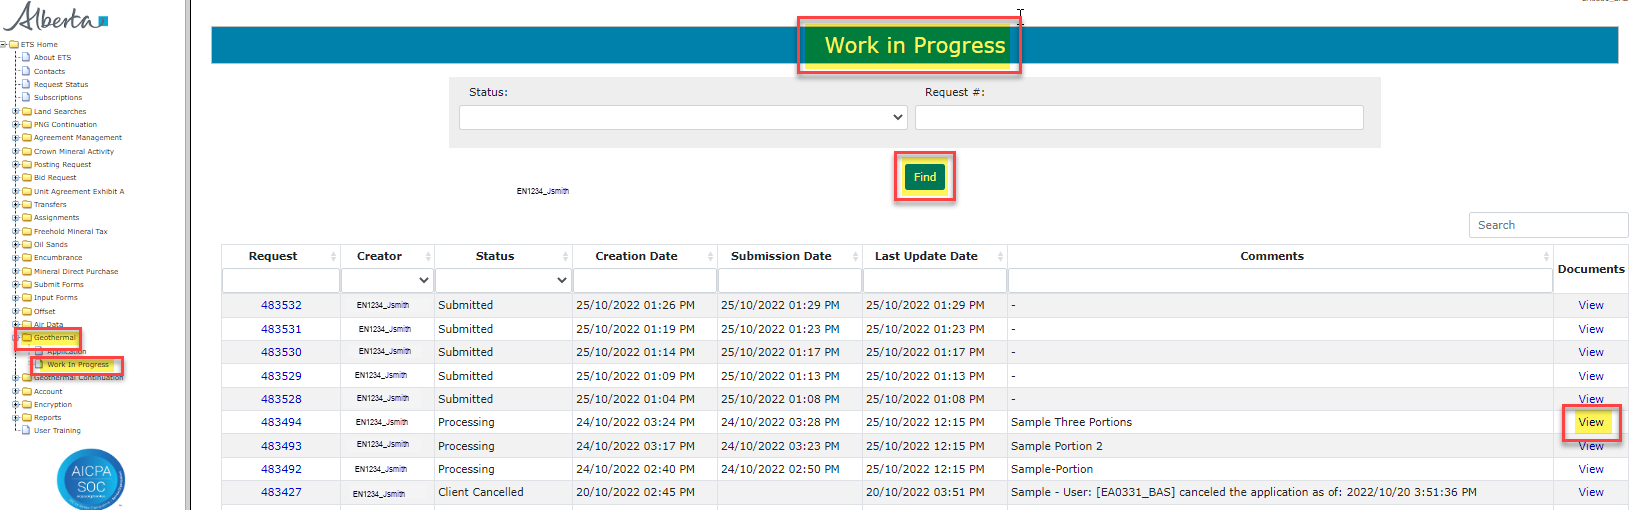 Alberta
ETS Home
About ETS
Contacts
Request Status
Subscriptions
Land Searches
PNG Continuation
Agreement Management
Crown Mineral Activity
Posting Request
Bid Request
Unit Agreement Exhibit A
Transfers
Assignments
Freehold Mineral Tax
Oil Sands
Encumbrance
Mineral Direct Purchase
Submit Forms
Input Forms
Offset
Air Data
Geothermal
Application
Work In Progress
Geothermal Continuation
Account
Encryption
Reports
User Training
AICPA
SOC
Work in Progress
Status: Request #:
Find
EN1234_Jsmith
Search
Request Creator Status Creation Date Submission Date Last Update Date Comments Documents
483532 EN1234_Jsmith Submitted 25/10/2022 01:26 PM 25/10/2022 01:29 PM 25/10/2022 01:29 PM - View
483531 EN1234_Jsmith Submitted 25/10/2022 01:19 PM 25/10/2022 01:23 PM 25/10/2022 01:23 PM - View
483530 EN1234_Jsmith Submitted 25/10/2022 01:14 PM 25/10/2022 01:17 PM 25/10/2022 01:17 PM - View
483529 EN1234_Jsmith Submitted 25/10/2022 01:09 PM 25/10/2022 01:13 PM 25/10/2022 01:13 PM - View
483528 EN1234_Jsmith Submitted 25/10/2022 01:04 PM 25/10/2022 01:08 PM 25/10/2022 01:08 PM - View
483494 EN1234_Jsmith Processing 24/10/2022 03:24 PM 24/10/2022 03:28 PM 25/10/2022 12:15 PM Sample Three Portions View
483493 EN1234_Jsmith Processing 24/10/2022 03:17 PM 24/10/2022 03:23 PM 25/10/2022 12:15 PM Sample Portion 2 View
483492 EN1234_Jsmith Processing 24/10/2022 02:40 PM 24/10/2022 02:50 PM 25/10/2022 12:15 PM Sample-Portion View
483427 EN1234_Jsmith Client Cancelled 20/10/2022 02:45 PM 20/10/2022 03:51 PM Sample - User: [EA0331_BAS] canceled the application as of: 2022/10/20 3:51:36 PM View